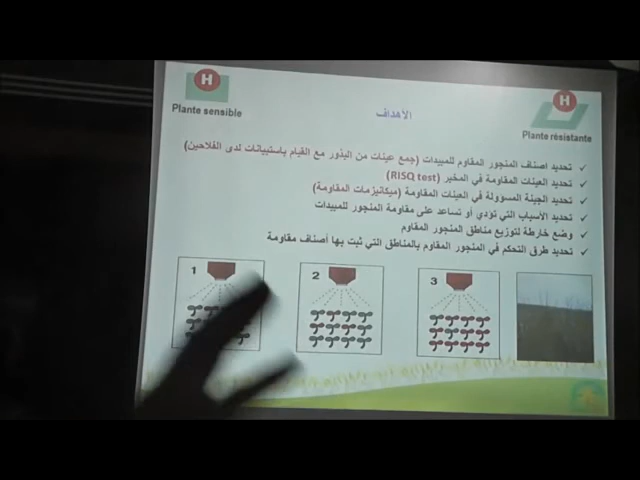 H
Plante sensible
الأهداف
H
Plante résistante
✓ تحديد اصناف المنجور المقاوم للمبيدات (جمع عينات من البذور مع القيام باستبيانات لدى الفلاحين)
✓ تحديد العينات المقاومة في المخبر (RISQ test)
✓ تحديد الجينة المسؤولة في العينات المقاومة (ميكانيزمات المقاومة)
✓ تحديد الأسباب التي تؤدي أو تساعد على مقاومة المنجور للمبيدات
✓ وضع خارطة لتوزيع مناطق المنجور المقاوم
✓ تحديد طرق التحكم في المنجور المقاوم بالمناطق التي ثبت بها أصناف مقاومة
1
2
3